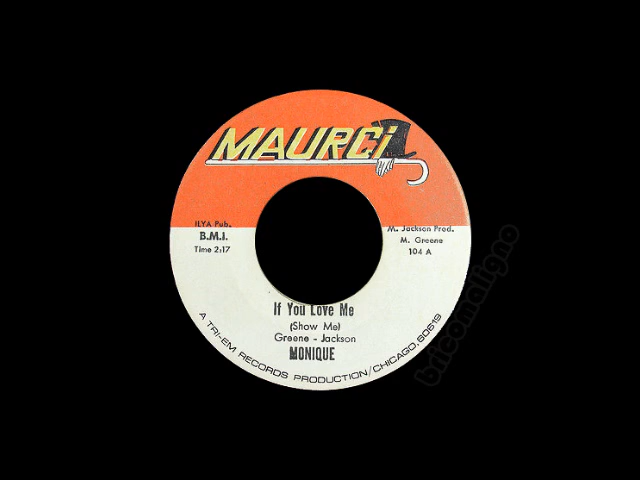 MAURCi
ILYA Pub.
B.M.I.
Time 2:17
M. Jackson Prod.
M. Greene
104 A
If You Love Me
(Show Me)
Greene - Jackson
MONIQUE
A TRI-EM RECORDS PRODUCTION/CHICAGO, 60619
bricomaligno